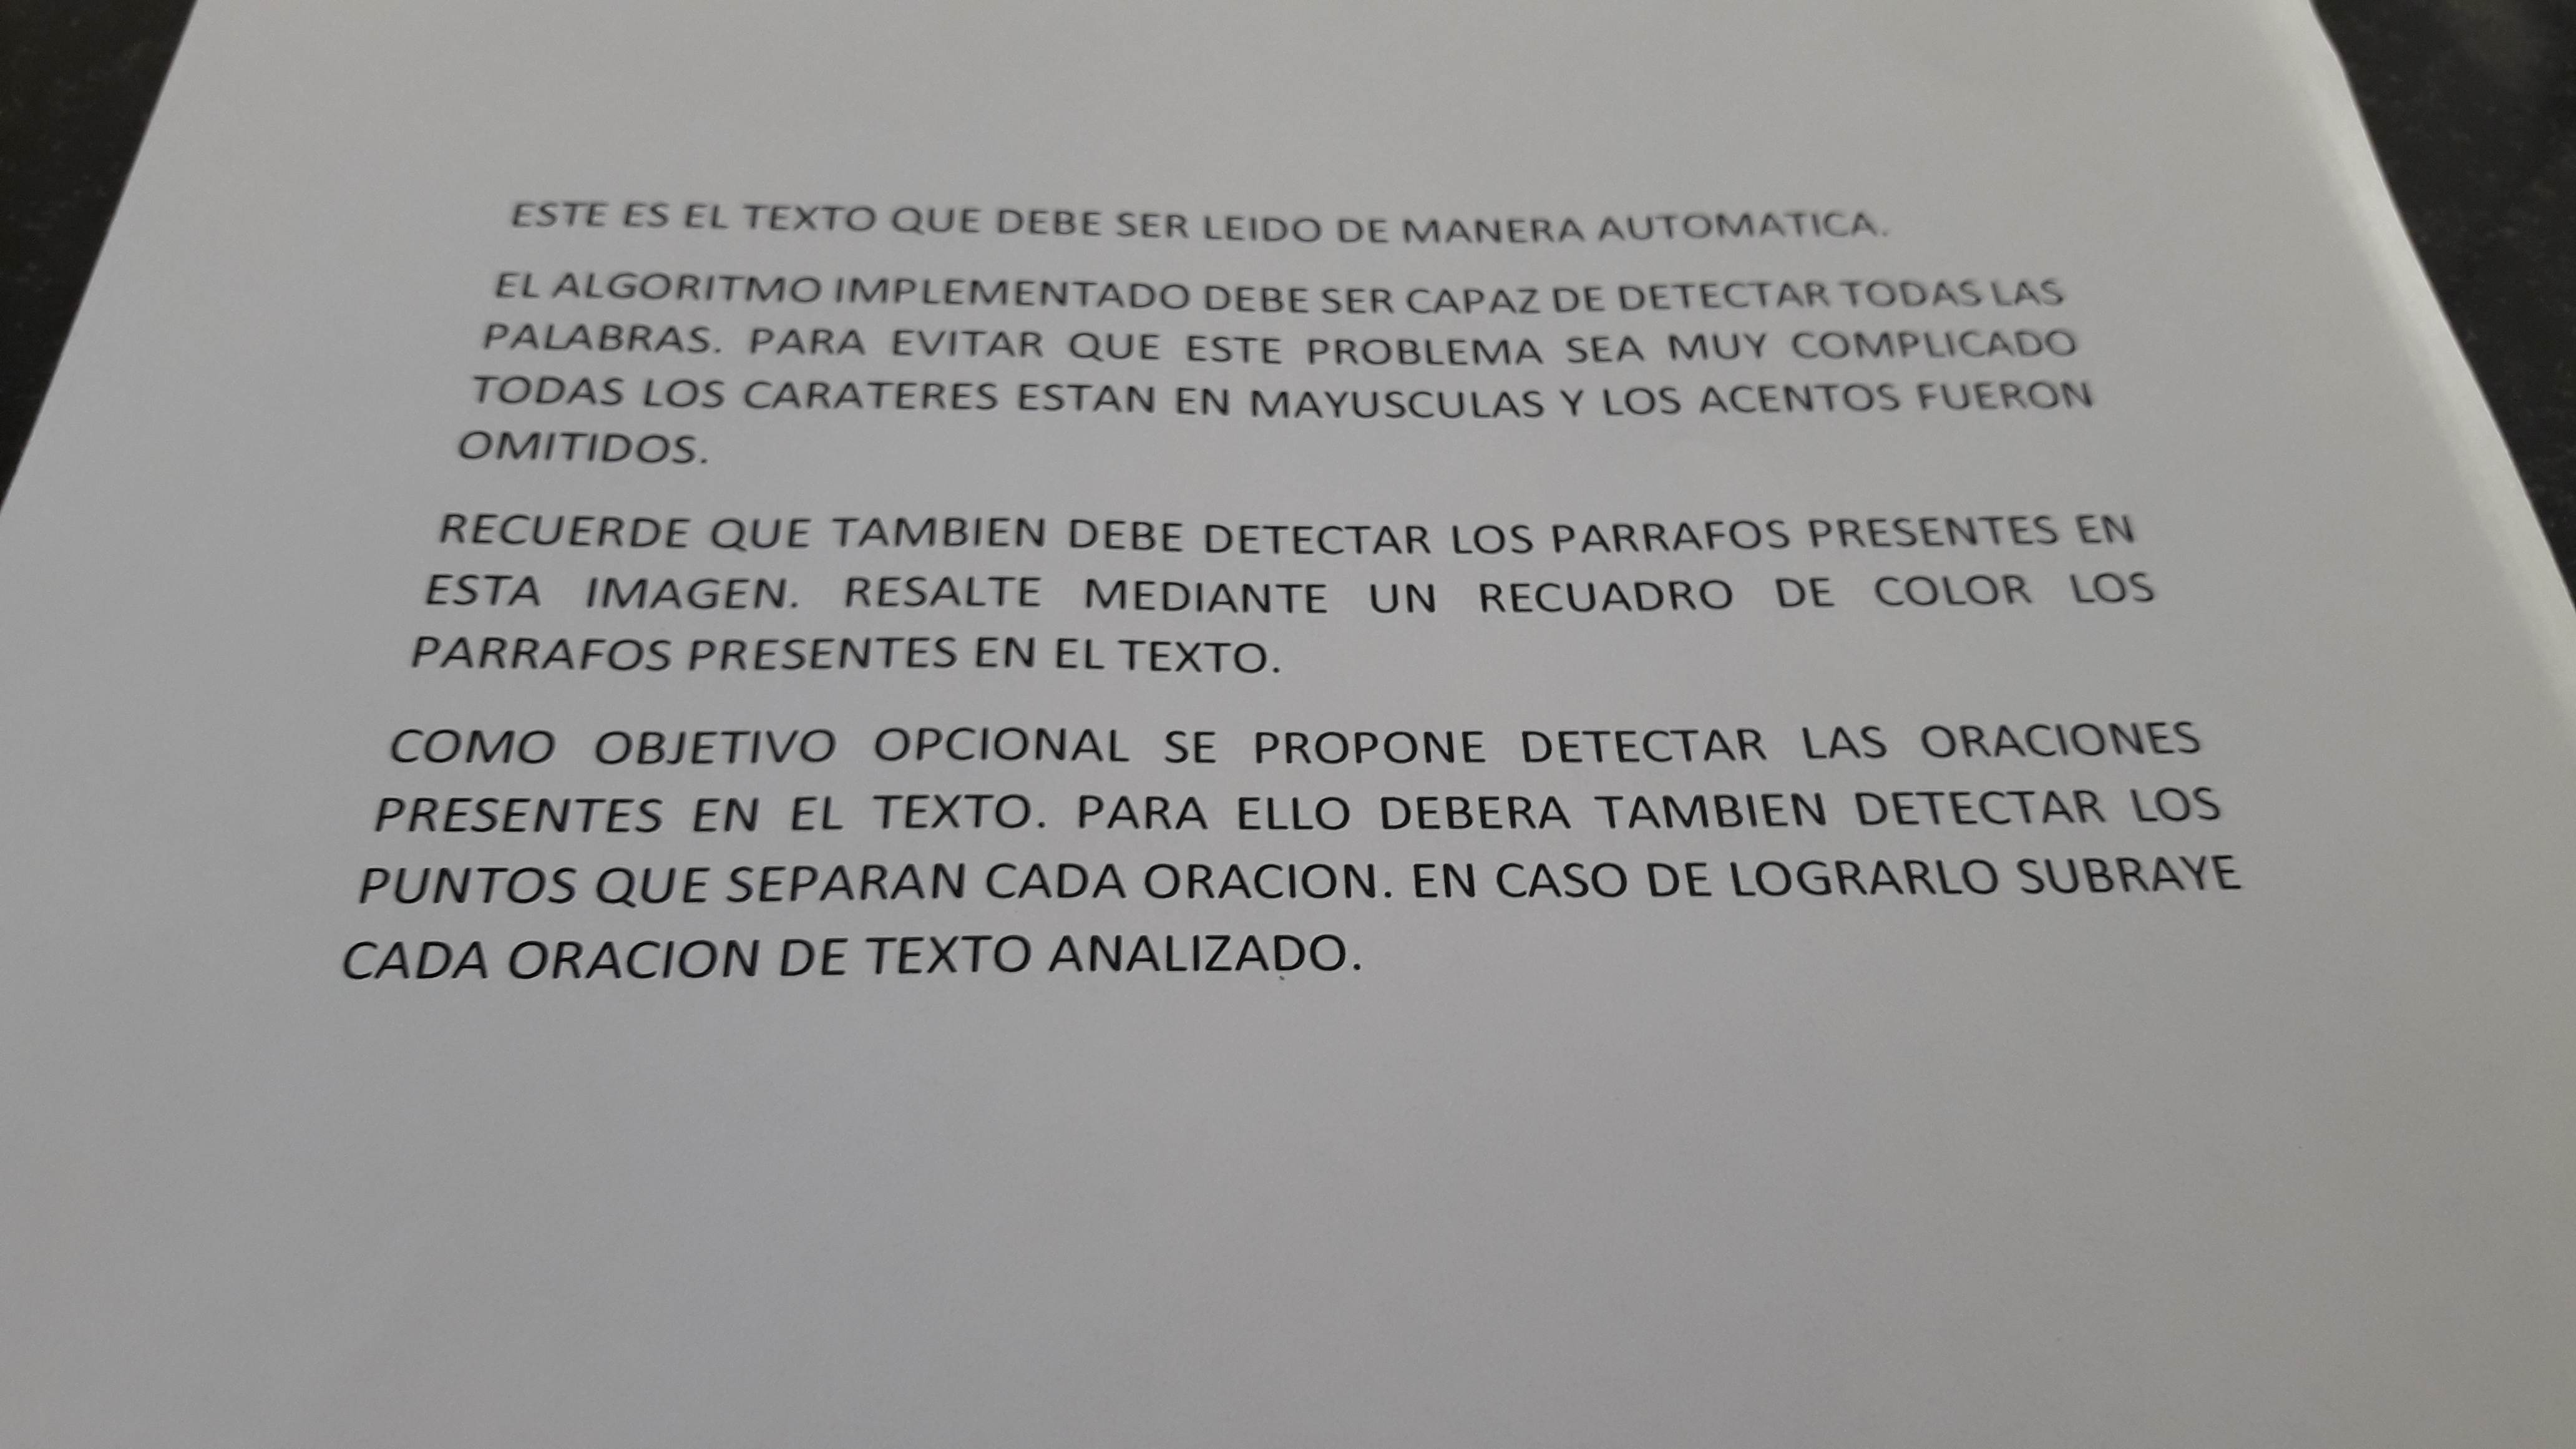 ESTE ES EL TEXTO QUE DEBE SER LEIDO DE MANERA AUTOMATICA.
EL ALGORITMO IMPLEMENTADO DEBE SER CAPAZ DE DETECTAR TODAS LAS
PALABRAS. PARA EVITAR QUE ESTE PROBLEMA SEA MUY COMPLICADO
TODAS LOS CARATERES ESTAN EN MAYUSCULAS Y LOS ACENTOS FUERON
OMITIDOS.
RECUERDE QUE TAMBIEN DEBE DETECTAR LOS PARRAFOS PRESENTES EN
ESTA IMAGEN. RESALTE MEDIANTE UN RECUADRO DE COLOR LOS
PARRAFOS PRESENTES EN EL TEXTO.
COMO OBJETIVO OPCIONAL SE PROPONE DETECTAR LAS ORACIONES
PRESENTES EN EL TEXTO. PARA ELLO DEBERA TAMBIEN DETECTAR LOS
PUNTOS QUE SEPARAN CADA ORACION. EN CASO DE LOGRARLO SUBRAYE
CADA ORACION DE TEXTO ANALIZADO.